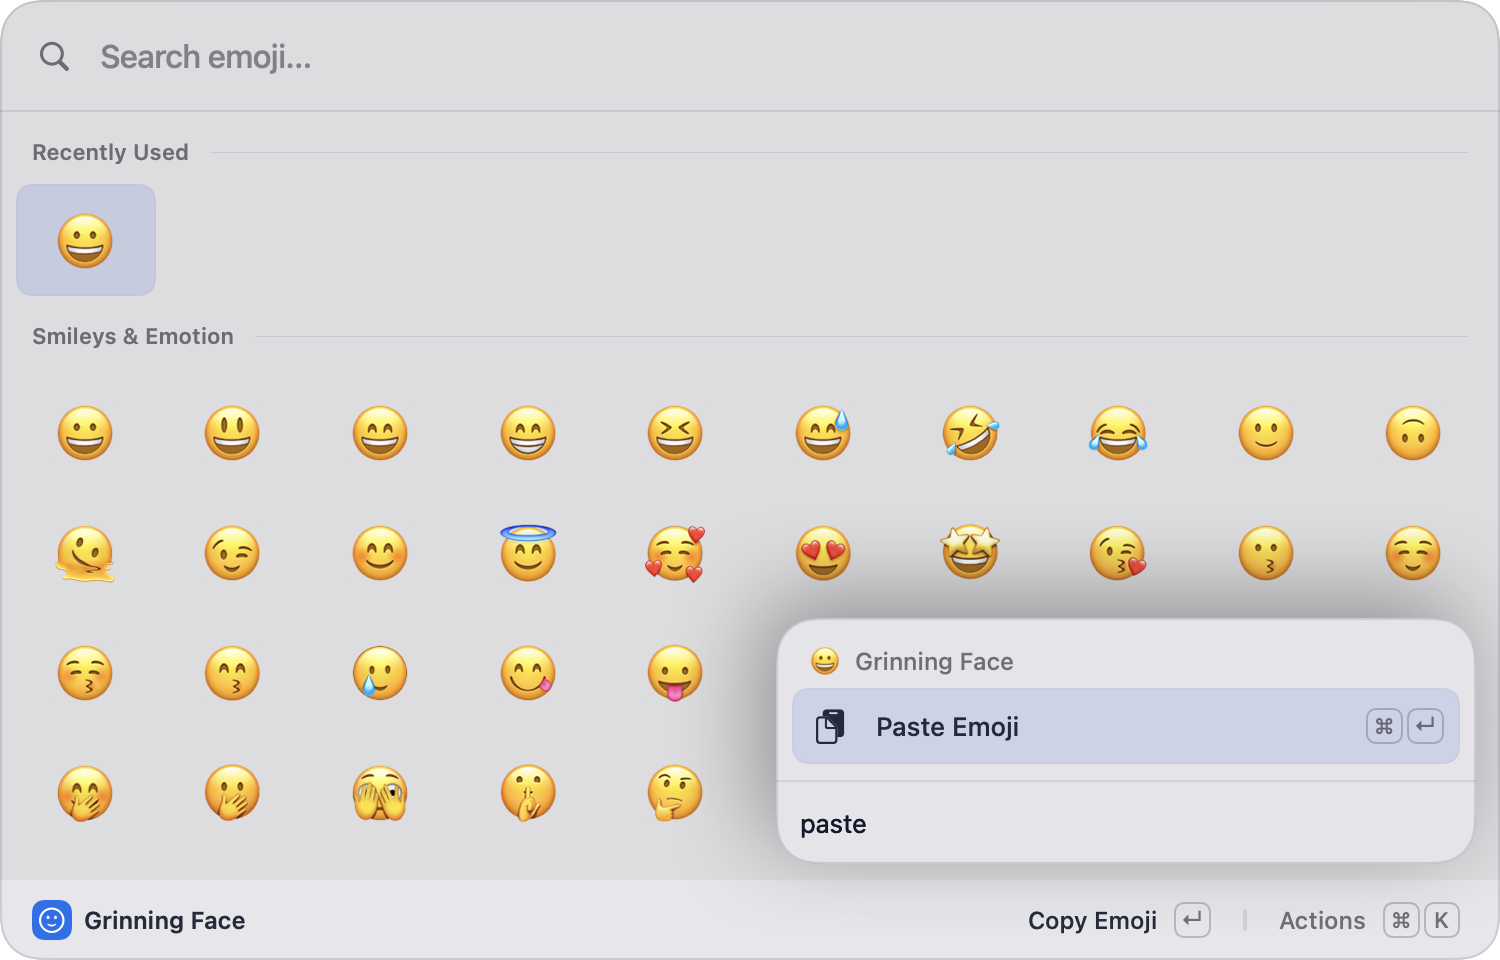 Search emoji...
Recently Used
Smileys & Emotion
Grinning Face
Paste Emoji ⌘ ↵
paste
Grinning Face
Copy Emoji ↵ | Actions ⌘ K